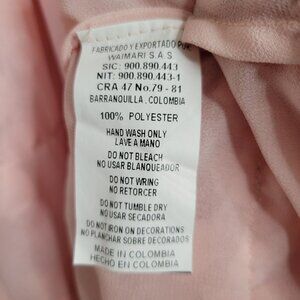 FABRICADO Y EXPORTADO POR
WAIMARI S.A.S
SIC: 900.890.443
NIT: 900.890.443-1
CRA 47 No.79 - 81
BARRANQUILLA. COLOMBIA
100% POLYESTER
HAND WASH ONLY
LAVE A MANO
DO NOT BLEACH
NO USAR BLANQUEADOR
DO NOT WRING
NO RETORCER
DO NOT TUMBLE DRY
NO USAR SECADORA
DO NOT IRON ON DECORATIONS
NO PLANCHAR SOBRE DECORADOS
MADE IN COLOMBIA
HECHO EN COLOMBIA